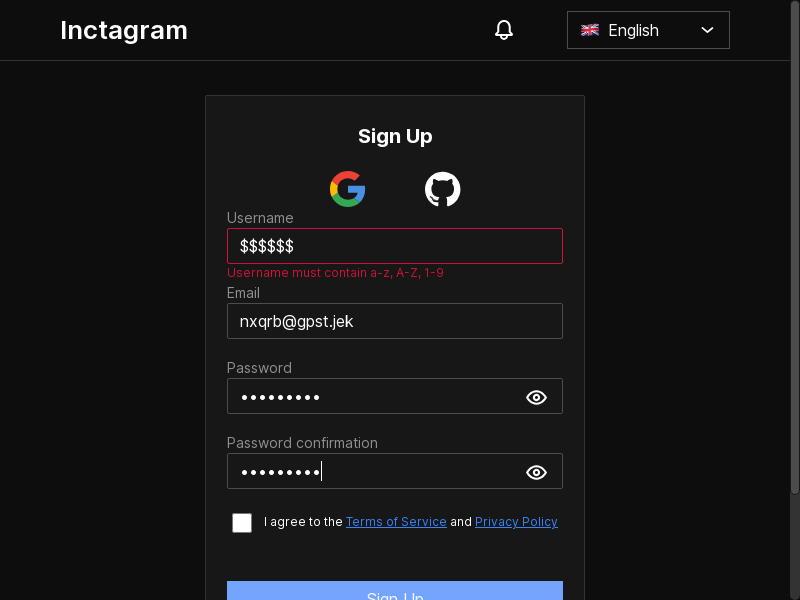 Inctagram
English
Sign Up
Username
$$$$$$
Username must contain a-z, A-Z, 1-9
Email
nxqrb@gpst.jek
Password
•••••••••
Password confirmation
•••••••••
I agree to the Terms of Service and Privacy Policy
Sign Up